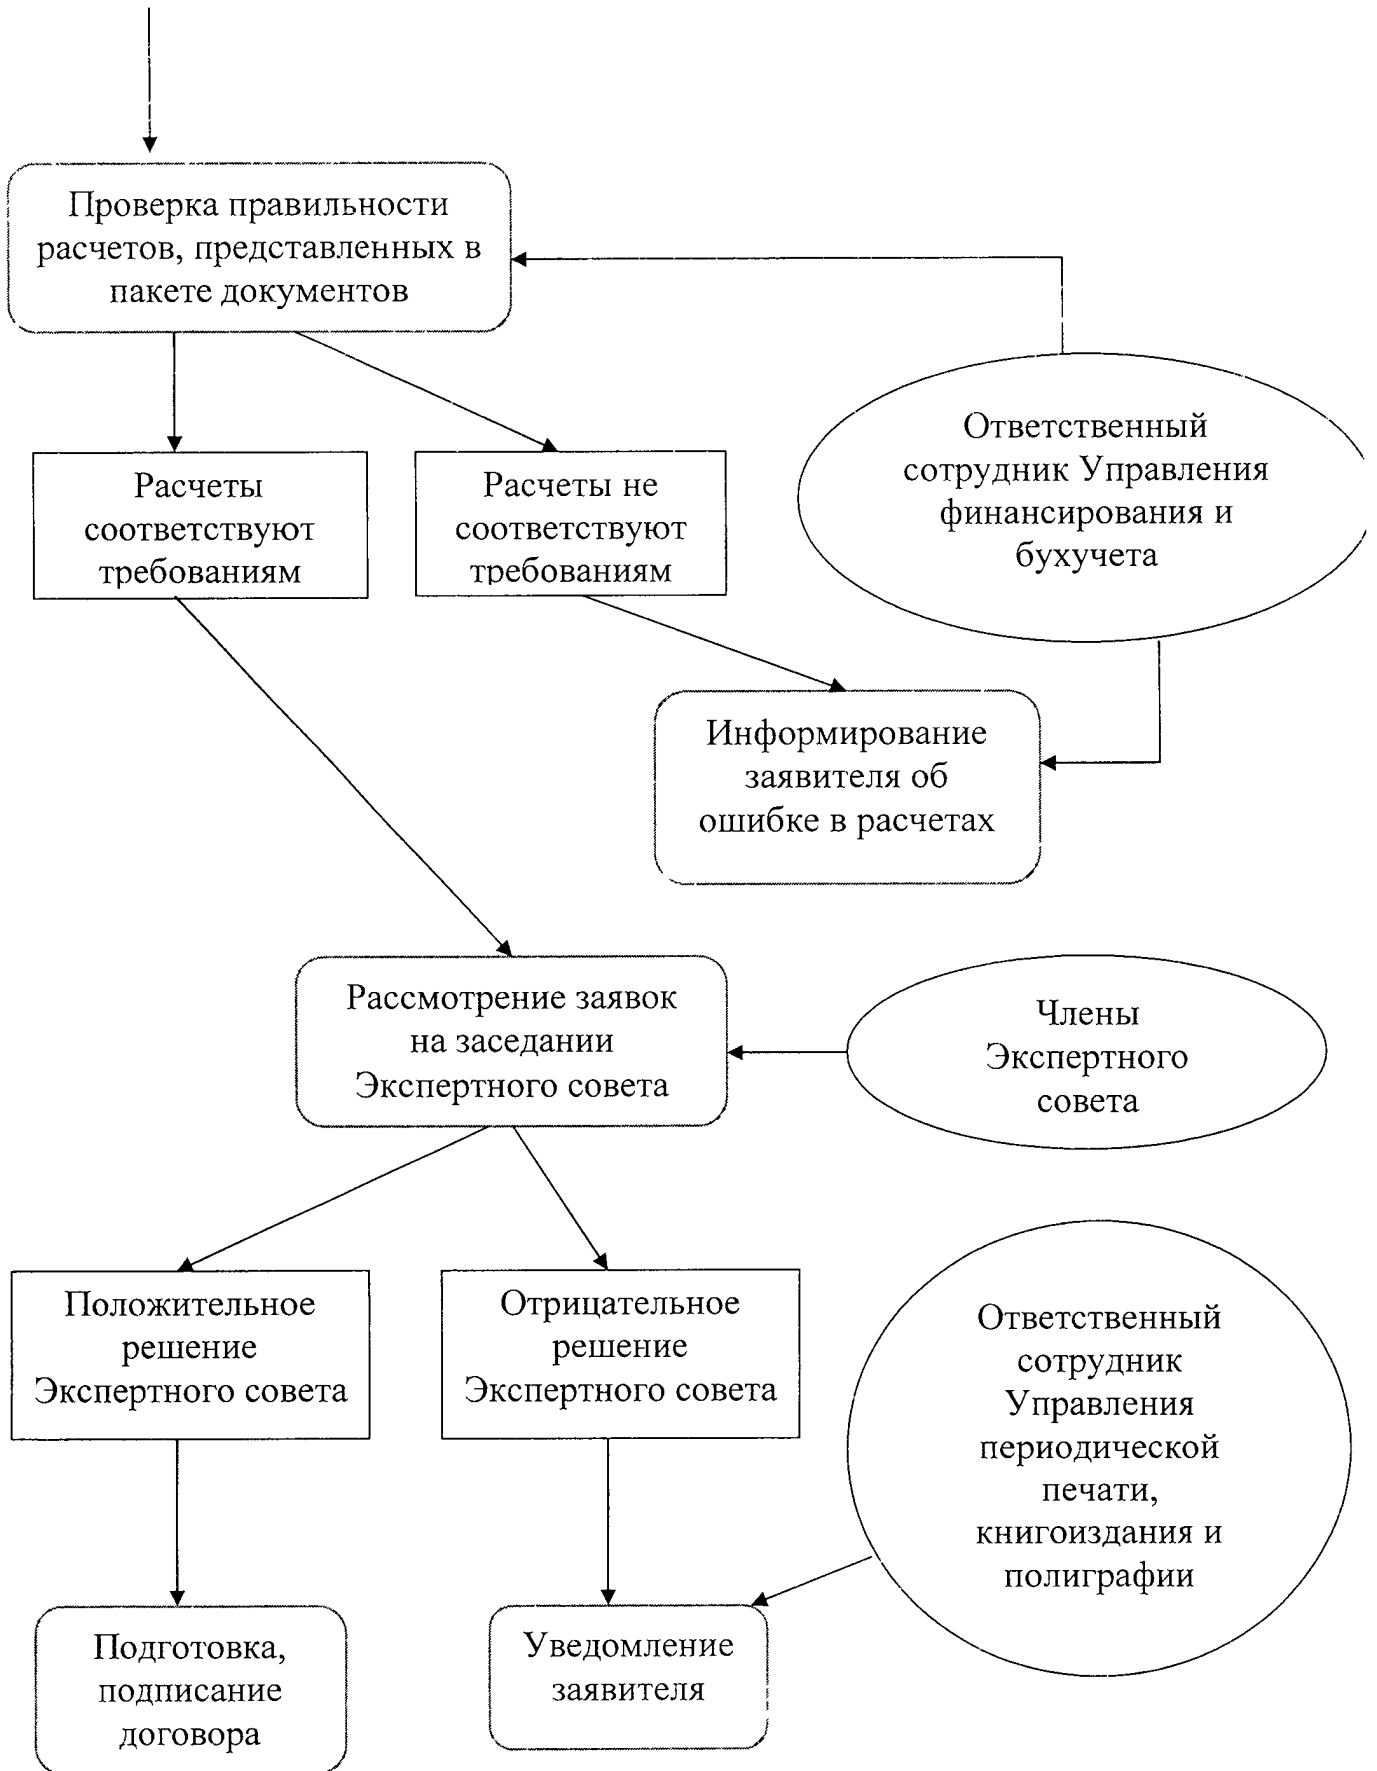 Проверка правильности
расчетов, представленных в
пакете документов
Расчеты
соответствуют
требованиям
Расчеты не
соответствуют
требованиям
Ответственный
сотрудник Управления
финансирования и
бухучета
Информирование
заявителя об
ошибке в расчетах
Рассмотрение заявок
на заседании
Экспертного совета
Члены
Экспертного
совета
Положительное
решение
Экспертного совета
Отрицательное
решение
Экспертного совета
Ответственный
сотрудник
Управления
периодической
печати,
книгоиздания и
полиграфии
Подготовка,
подписание
договора
Уведомление
заявителя